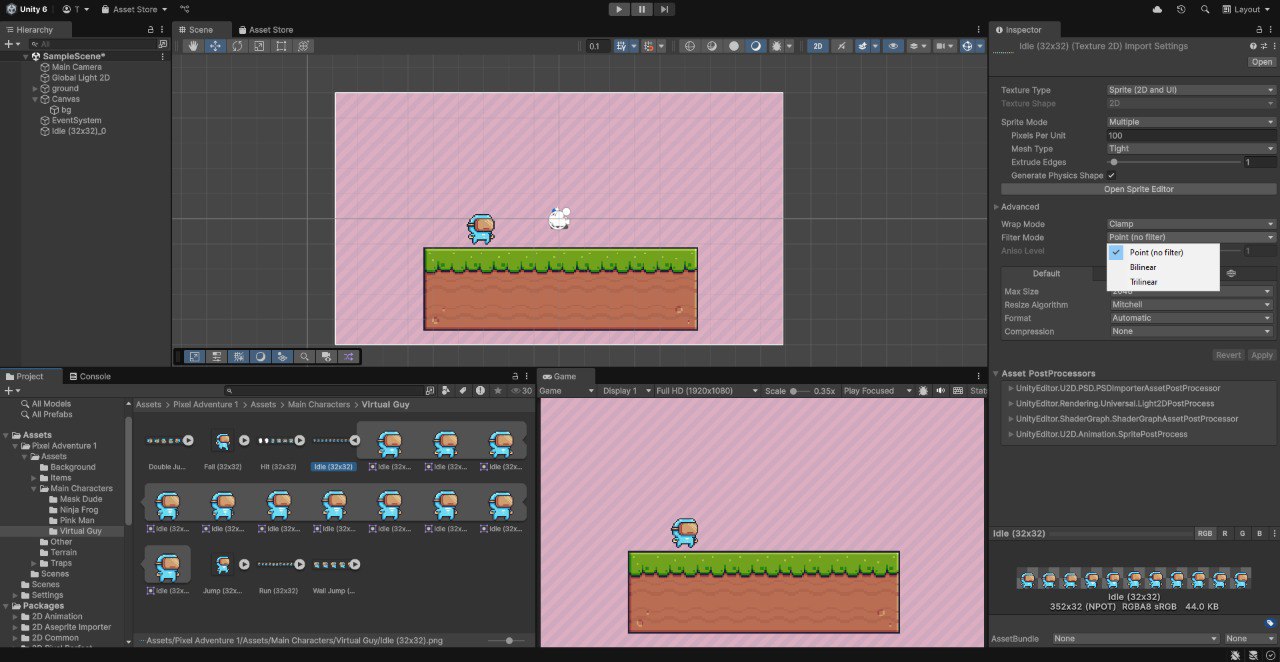 Unity 6 T Asset Store Layout
Hierarchy
All
SampleScene*
Main Camera
Global Light 2D
ground
Canvas
bg
EventSystem
Idle (32x32)_0
Scene Asset Store
0.1 2D
Inspector
Idle (32x32) (Texture 2D) Import Settings
Open
Texture Type Sprite (2D and UI)
Texture Shape 2D
Sprite Mode Multiple
Pixels Per Unit 100
Mesh Type Tight
Extrude Edges 1
Generate Physics Shape
Open Sprite Editor
Advanced
Wrap Mode Clamp
Filter Mode Point (no filter)
Aniso Level 1
Point (no filter)
Bilinear
Trilinear
Default
Max Size 2048
Resize Algorithm Mitchell
Format Automatic
Compression None
Revert Apply
Asset PostProcessors
UnityEditor.U2D.PSD.PSDImporterAssetPostProcessor
UnityEditor.Rendering.Universal.Light2DPostProcess
UnityEditor.ShaderGraph.ShaderGraphAssetPostProcessor
UnityEditor.U2D.Animation.SpritePostProcess
Project Console
30
All Models
All Prefabs
Assets
Pixel Adventure 1
Assets
Background
Items
Main Characters
Mask Dude
Ninja Frog
Pink Man
Virtual Guy
Other
Terrain
Traps
Scenes
Scenes
Settings
Packages
2D Animation
2D Aseprite Importer
2D Common
2D Pixel Perfect
Assets › Pixel Adventure 1 › Assets › Main Characters › Virtual Guy
Double Ju... Fall (32x32) Hit (32x32) Idle (32x32) Idle (32x... Idle (32x... Idle (32x...
Idle (32x... Idle (32x... Idle (32x... Idle (32x... Idle (32x... Idle (32x... Idle (32x...
Idle (32x... Jump (32x... Run (32x32) Wall Jump (...
Assets/Pixel Adventure 1/Assets/Main Characters/Virtual Guy/Idle (32x32).png
Game
Game Display 1 Full HD (1920x1080) Scale 0.35x Play Focused Stat
Idle (32x32) RGB R G B
Idle (32x32)
352x32 (NPOT) RGBA8 sRGB 44.0 KB
AssetBundle None None